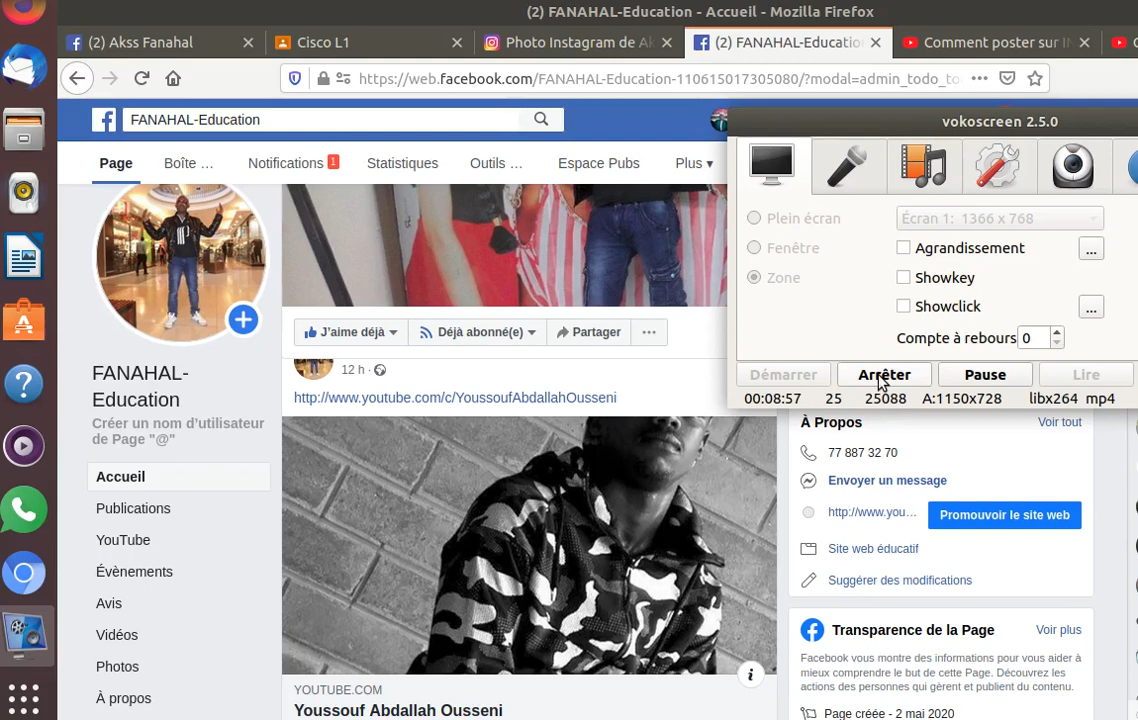 (2) FANAHAL-Education - Accueil - Mozilla Firefox
(2) Akss Fanahal
Cisco L1
Photo Instagram de Ak
(2) FANAHAL-Educatio
Comment poster sur IN
https://web.facebook.com/FANAHAL-Education-110615017305080/?modal=admin_todo_to
FANAHAL-Education
Page
Boîte ...
Notifications 1
Statistiques
Outils ...
Espace Pubs
Plus
vokoscreen 2.5.0
Plein écran
Écran 1: 1366 x 768
Fenêtre
Agrandissement
...
Zone
Showkey
Showclick
...
Compte à rebours 0
Démarrer
Arrêter
Pause
Lire
00:08:57 25 25088 A:1150x728 libx264 mp4
J'aime déjà
Déjà abonné(e)
Partager
...
12 h
http://www.youtube.com/c/YoussoufAbdallahOusseni
FANAHAL-
Education
Créer un nom d'utilisateur
de Page "@"
Accueil
Publications
YouTube
Évènements
Avis
Vidéos
Photos
À propos
YOUTUBE.COM
Youssouf Abdallah Ousseni
À Propos
Voir tout
77 887 32 70
Envoyer un message
http://www.you...
Promouvoir le site web
Site web éducatif
Suggérer des modifications
Transparence de la Page
Voir plus
Facebook vous montre des informations pour vous aider à
mieux comprendre le but de cette Page. Découvrez les
actions des personnes qui gèrent et publient du contenu.
Page créée - 2 mai 2020